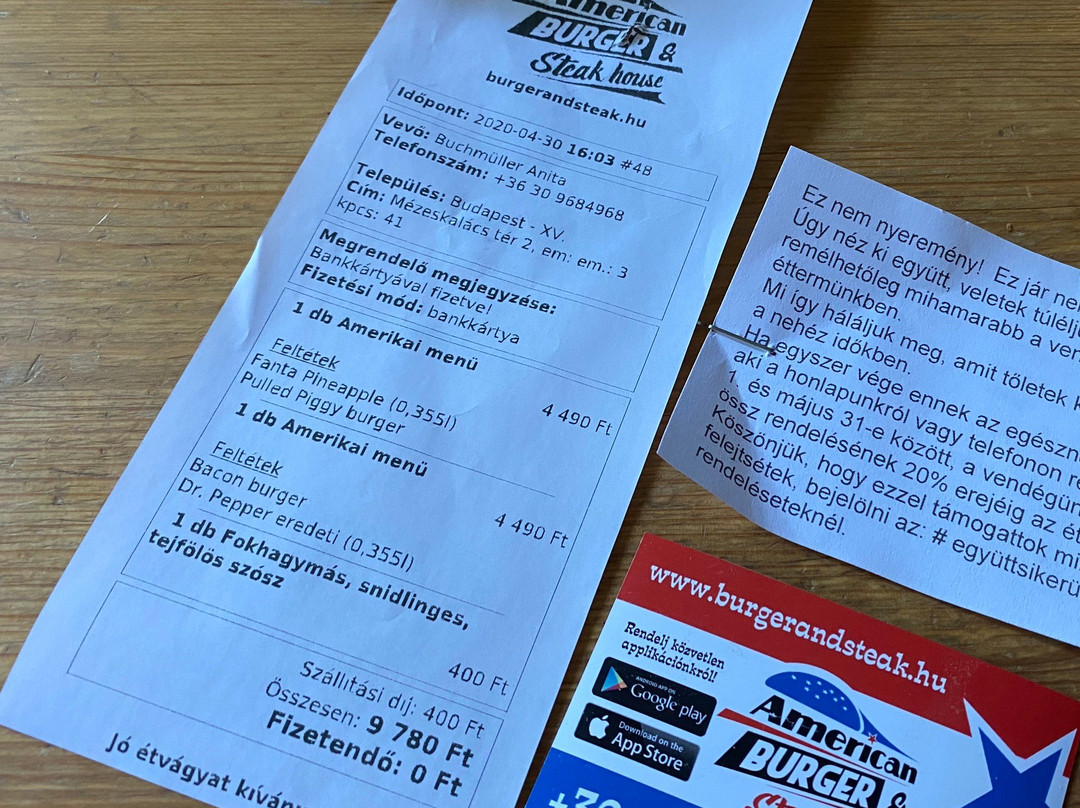 American
BURGER &
Steak house
burgerandsteak.hu
Időpont: 2020-04-30 16:03 #48
Vevő: Buchmüller Anita
Telefonszám: +36 30 9684968
Település: Budapest - XV.
Cím: Mézeskalács tér 2, em: em.: 3
kpcs: 41
Megrendelő megjegyzése:
Bankkártyával fizetve!
Fizetési mód: bankkártya
1 db Amerikai menü
4 490 Ft
Feltétek
Fanta Pineapple (0,355l)
Pulled Piggy burger
1 db Amerikai menü
4 490 Ft
Feltétek
Bacon burger
Dr. Pepper eredeti (0,355l)
1 db Fokhagymás, snidlinges,
tejfölös szósz
400 Ft
Szállítási díj: 400 Ft
Összesen: 9 780 Ft
Fizetendő: 0 Ft
Jó étvágyat
Ez nem nyeremény! Ez jár
Úgy néz ki együtt, veletek
remélhetőleg mihamarabb a
éttermünkben.
Mi így háláljuk meg, amit tőletek
a nehéz időkben.
Ha egyszer vége ennek az
aki a honlapunkról vagy telefonon
és május 31-e között, a
össz rendelésének 20% erejéig az
Köszönjük, hogy ezzel támogattok
felejtsétek, bejelölni az: #
rendeléseteknél.
www.burgerandsteak.hu
Rendelj közvetlen
applikációnkról!
ANDROID APP ON
Google play
Download on the
App Store
American
BURGER &